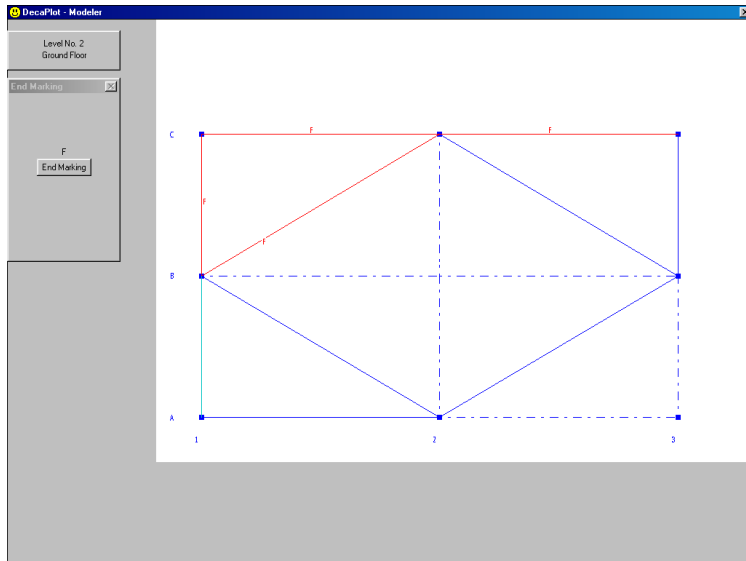 DecaPlot - Modeler
Level No. 2
Ground Floor
End Marking
F
End Marking
C
F
F
F
F
B
A
1
2
3